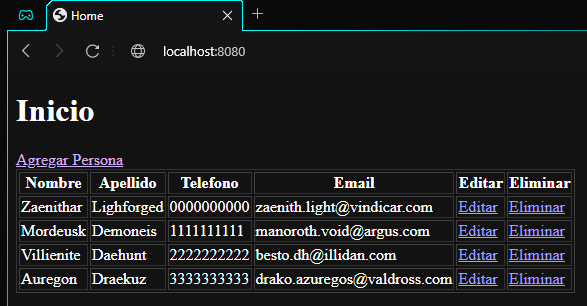 Home
localhost:8080
Inicio
Agregar Persona
Nombre Apellido Telefono Email Editar Eliminar
Zaenithar Lighforged 0000000000 zaenith.light@vindicar.com Editar Eliminar
Mordeusk Demoneis 1111111111 manoroth.void@argus.com Editar Eliminar
Villienite Daehunt 2222222222 besto.dh@illidan.com Editar Eliminar
Auregon Draekuz 3333333333 drako.azuregos@valdross.com Editar Eliminar